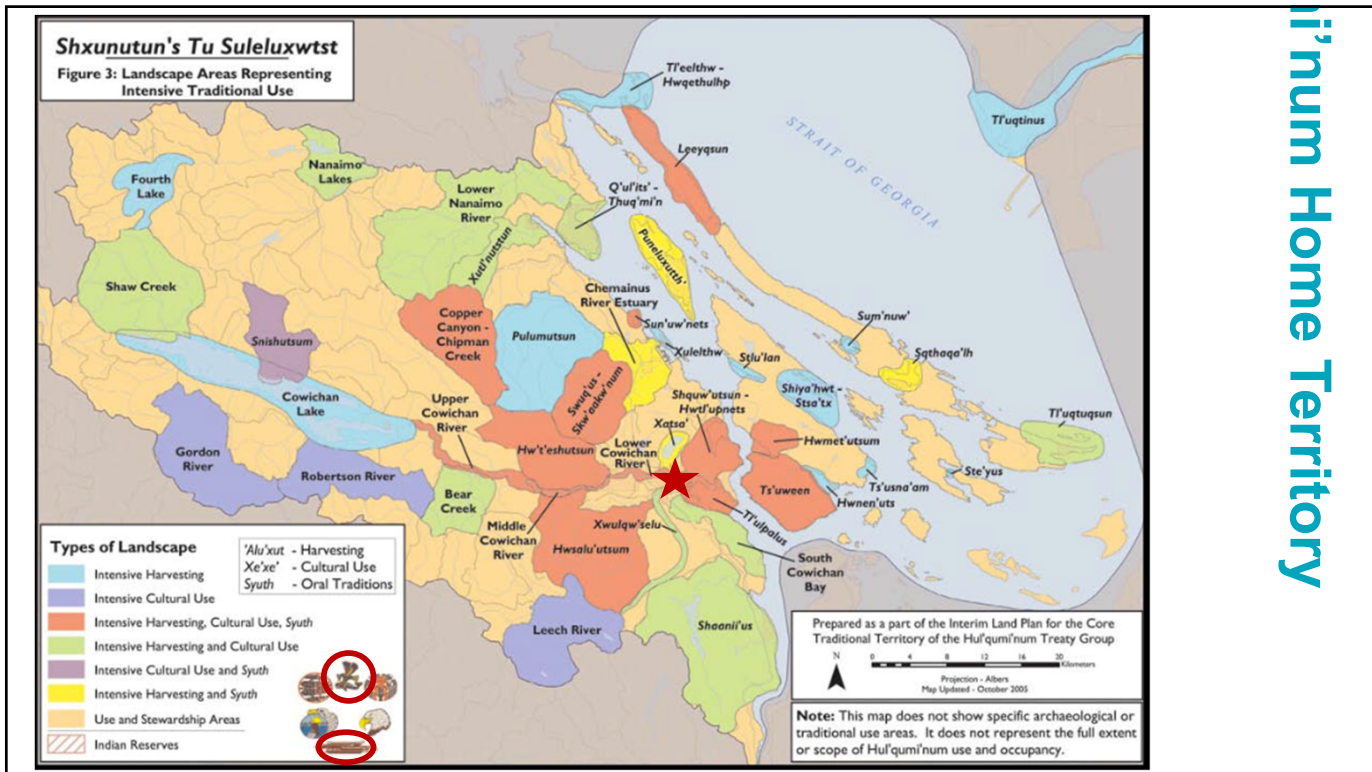 Shxunutun's Tu Suleluxwtst
Figure 3: Landscape Areas Representing
Intensive Traditional Use
Tl'eelthw -
Hwqethulhp
Tl'uqtinus
STRAIT OF GEORGIA
Leeyqsun
Nanaimo
Lakes
Fourth
Lake
Lower
Nanaimo
River
Q'ul'its' -
Thuq'mi'n
Xutl'nutstun
Puneluxutth'
Shaw Creek
Chemainus
River Estuary
Copper
Canyon -
Chipman
Creek
Pulumutsun
Sun'uw'nets
Sum'nuw'
Snishutsum
Xulelthw
Stlu'lan
Sqthaqa'lh
Swuq'us -
Skw'aakw'num
Shquw'utsun -
Hwtl'upnets
Shiya'hwt -
Stsa'tx
Cowichan
Lake
Upper
Cowichan
River
Xatsa'
Tl'uqtuqsun
Hw't'eshutsun
Lower
Cowichan
River
Hwmet'utsum
Gordon
River
Robertson River
Ste'yus
Ts'usna'am
Ts'uween
Hwnen'uts
Bear
Creek
Tl'ulpalus
Middle
Cowichan
River
Xwulqw'selu
Hwsalu'utsum
South
Cowichan
Bay
Leech River
Shaanii'us
Types of Landscape
'Alu'xut - Harvesting
Xe'xe' - Cultural Use
Syuth - Oral Traditions
Intensive Harvesting
Intensive Cultural Use
Intensive Harvesting, Cultural Use, Syuth
Intensive Harvesting and Cultural Use
Intensive Cultural Use and Syuth
Intensive Harvesting and Syuth
Use and Stewardship Areas
Indian Reserves
Prepared as a part of the Interim Land Plan for the Core
Traditional Territory of the Hul'qumi'num Treaty Group
N
0 4 8 12 16 20
Kilometers
Projection - Albers
Map Updated - October 2005
Note: This map does not show specific archaeological or
traditional use areas. It does not represent the full extent
or scope of Hul'qumi'num use and occupancy.
i'num Home Territory